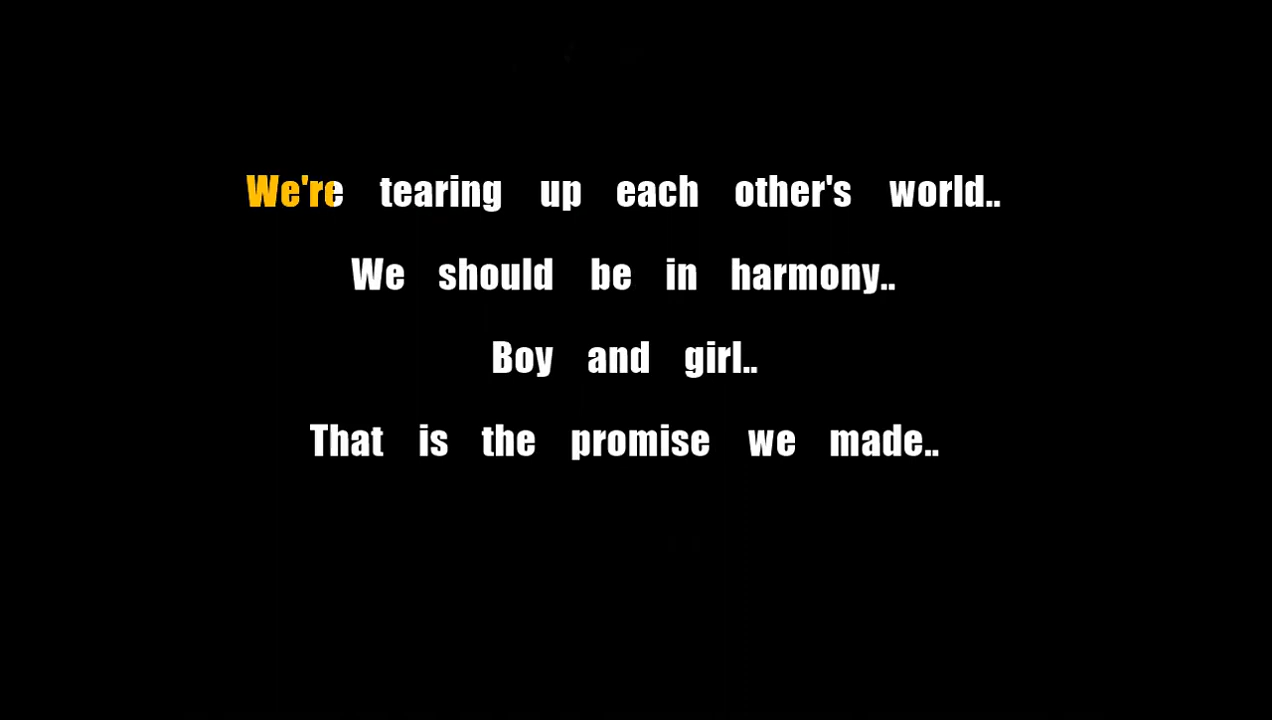 We're tearing up each other's world..
We should be in harmony..
Boy and girl..
That is the promise we made..